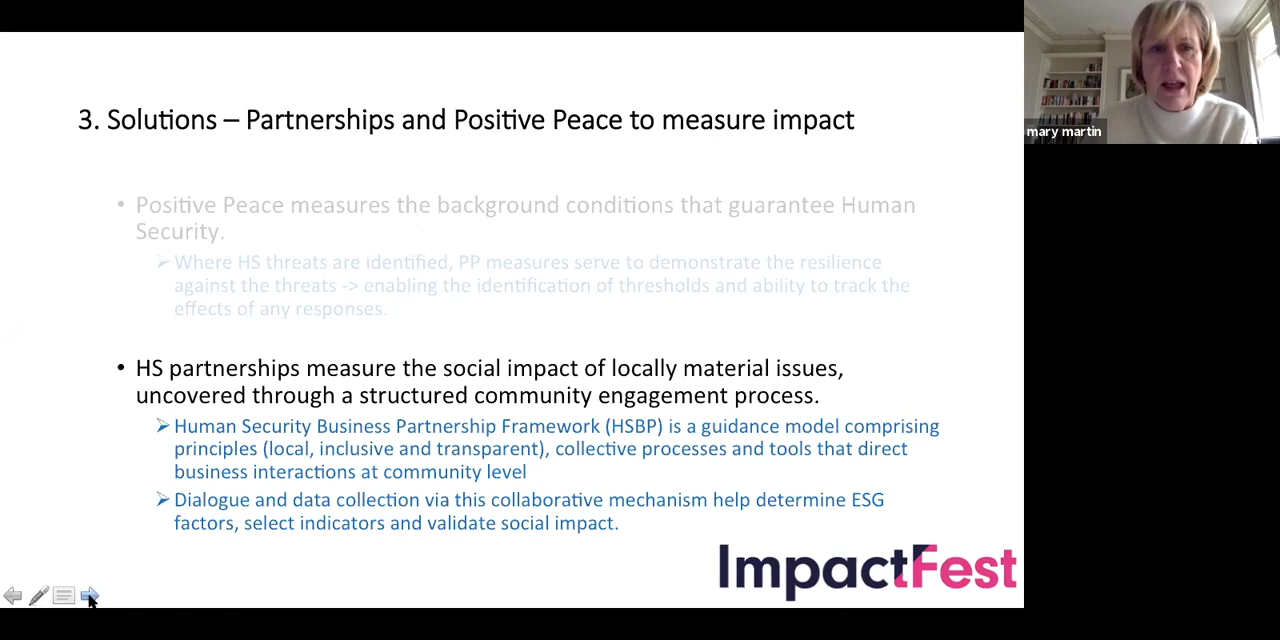 3. Solutions – Partnerships and Positive Peace to measure impact
• Positive Peace measures the background conditions that guarantee Human
Security.
➢ Where HS threats are identified, PP measures serve to demonstrate the resilience
against the threats -> enabling the identification of thresholds and ability to track the
effects of any responses.
• HS partnerships measure the social impact of locally material issues,
uncovered through a structured community engagement process.
➢ Human Security Business Partnership Framework (HSBP) is a guidance model comprising
principles (local, inclusive and transparent), collective processes and tools that direct
business interactions at community level
➢ Dialogue and data collection via this collaborative mechanism help determine ESG
factors, select indicators and validate social impact.
ImpactFest
mary martin